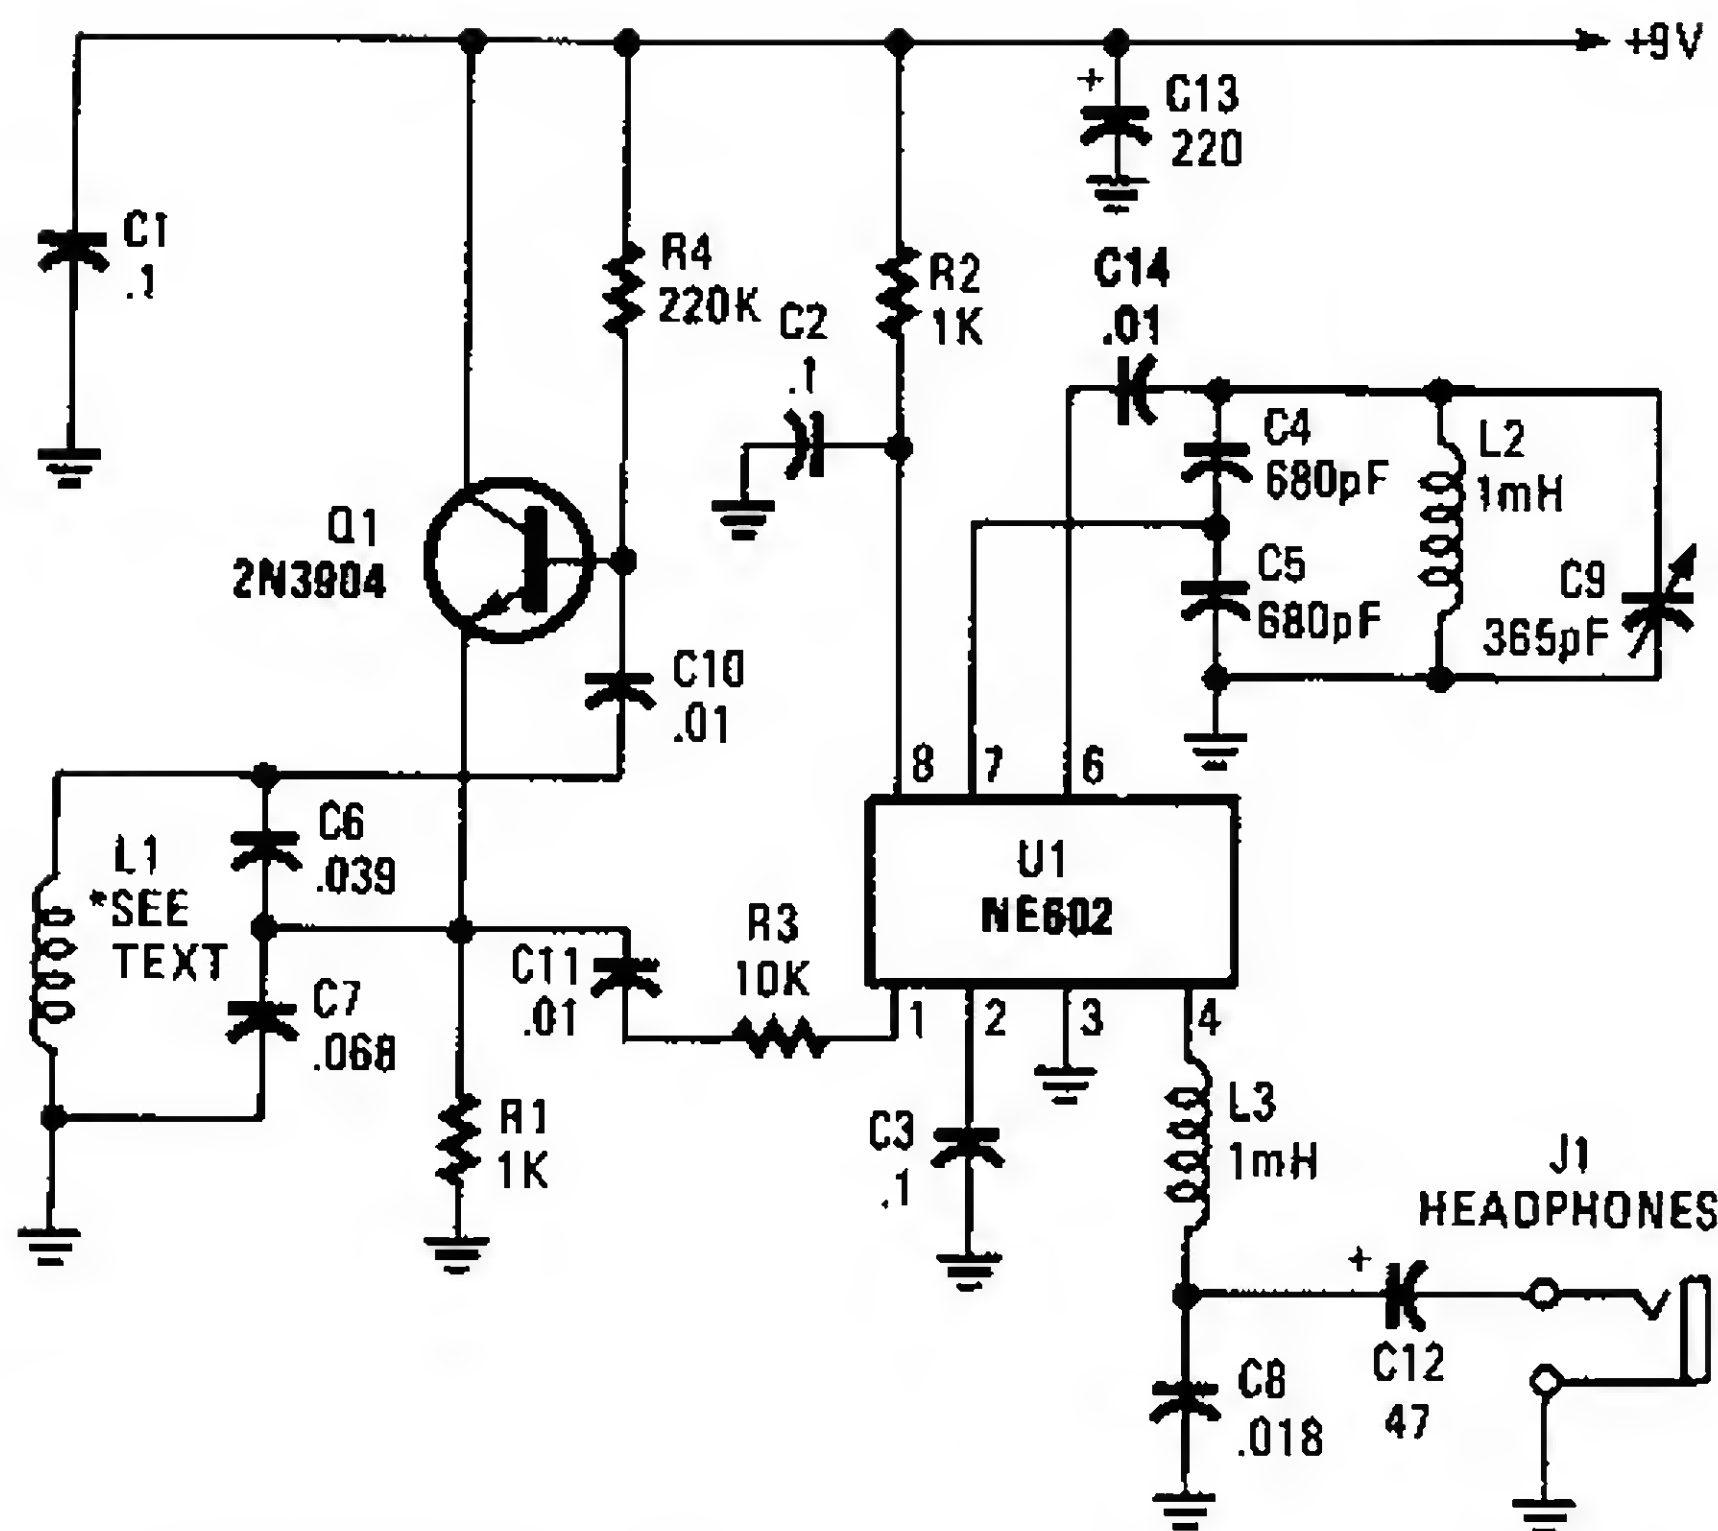 +9V
+
C13
220
C1
.1
R4
220K
C2
.1
R2
1K
C14
.01
C4
680pF
L2
1mH
Q1
2N3904
C5
680pF
C9
365pF
C10
.01
8
7
6
C6
.039
L1
*SEE
TEXT
U1
NE602
C7
.068
C11
.01
R3
10K
1
2
3
4
R1
1K
C3
.1
L3
1mH
J1
HEADPHONES
+
C12
47
C8
.018